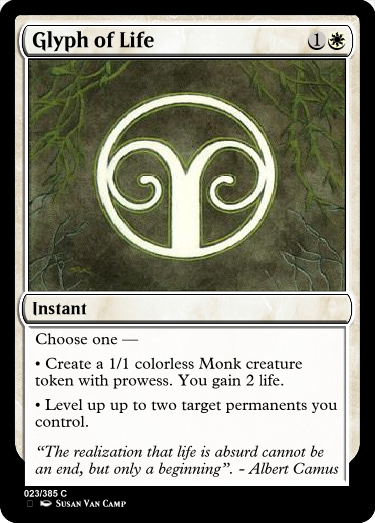 Glyph of Life 1
Instant
Choose one —
• Create a 1/1 colorless Monk creature
token with prowess. You gain 2 life.
• Level up up to two target permanents you
control.
“The realization that life is absurd cannot be
an end, but only a beginning”. - Albert Camus
023/385 C
Susan Van Camp